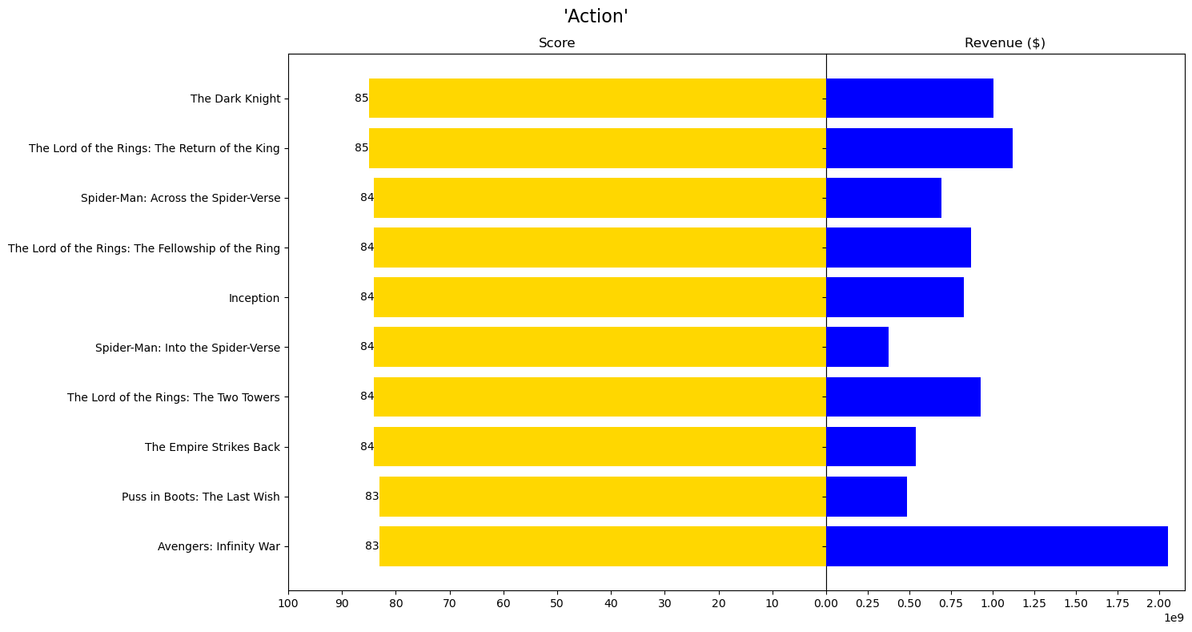 'Action'
Score Revenue ($)
The Dark Knight 85
The Lord of the Rings: The Return of the King 85
Spider-Man: Across the Spider-Verse 84
The Lord of the Rings: The Fellowship of the Ring 84
Inception 84
Spider-Man: Into the Spider-Verse 84
The Lord of the Rings: The Two Towers 84
The Empire Strikes Back 84
Puss in Boots: The Last Wish 83
Avengers: Infinity War 83
100 90 80 70 60 50 40 30 20 10 0.00 0.25 0.50 0.75 1.00 1.25 1.50 1.75 2.00
1e9